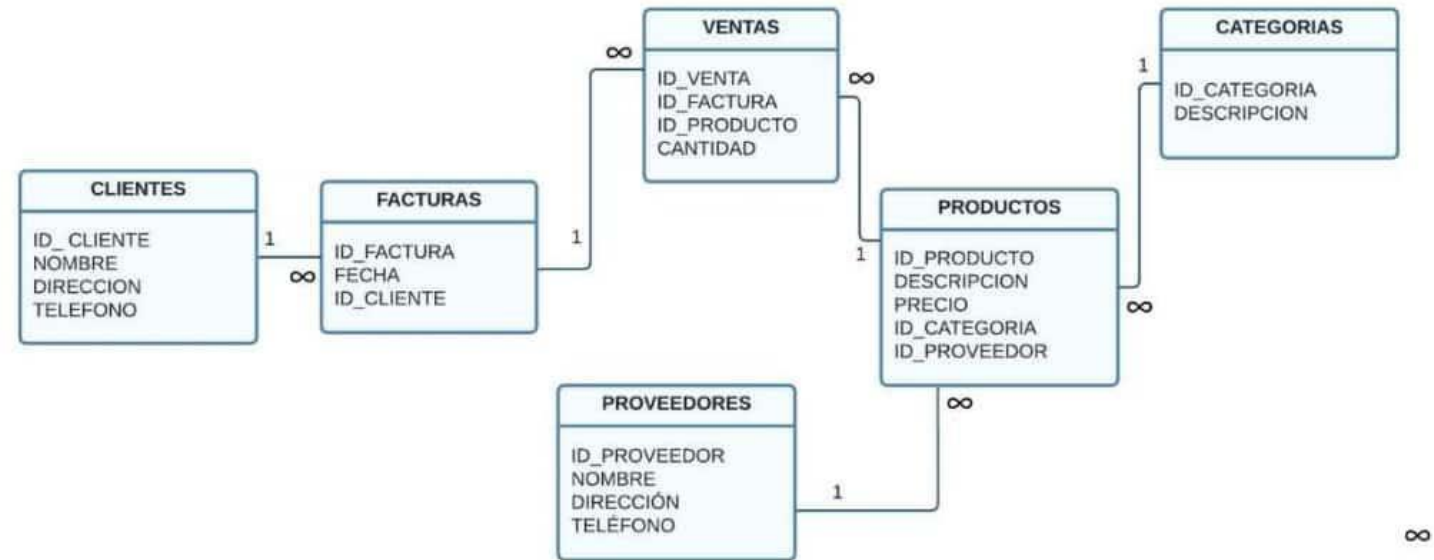 VENTAS
ID_VENTA
ID_FACTURA
ID_PRODUCTO
CANTIDAD
∞
∞
CATEGORIAS
ID_CATEGORIA
DESCRIPCION
1
CLIENTES
ID_ CLIENTE
NOMBRE
DIRECCION
TELEFONO
1
∞
FACTURAS
ID_FACTURA
FECHA
ID_CLIENTE
1
PRODUCTOS
ID_PRODUCTO
DESCRIPCION
PRECIO
ID_CATEGORIA
ID_PROVEEDOR
1
∞
∞
PROVEEDORES
ID_PROVEEDOR
NOMBRE
DIRECCIÓN
TELÉFONO
1
∞